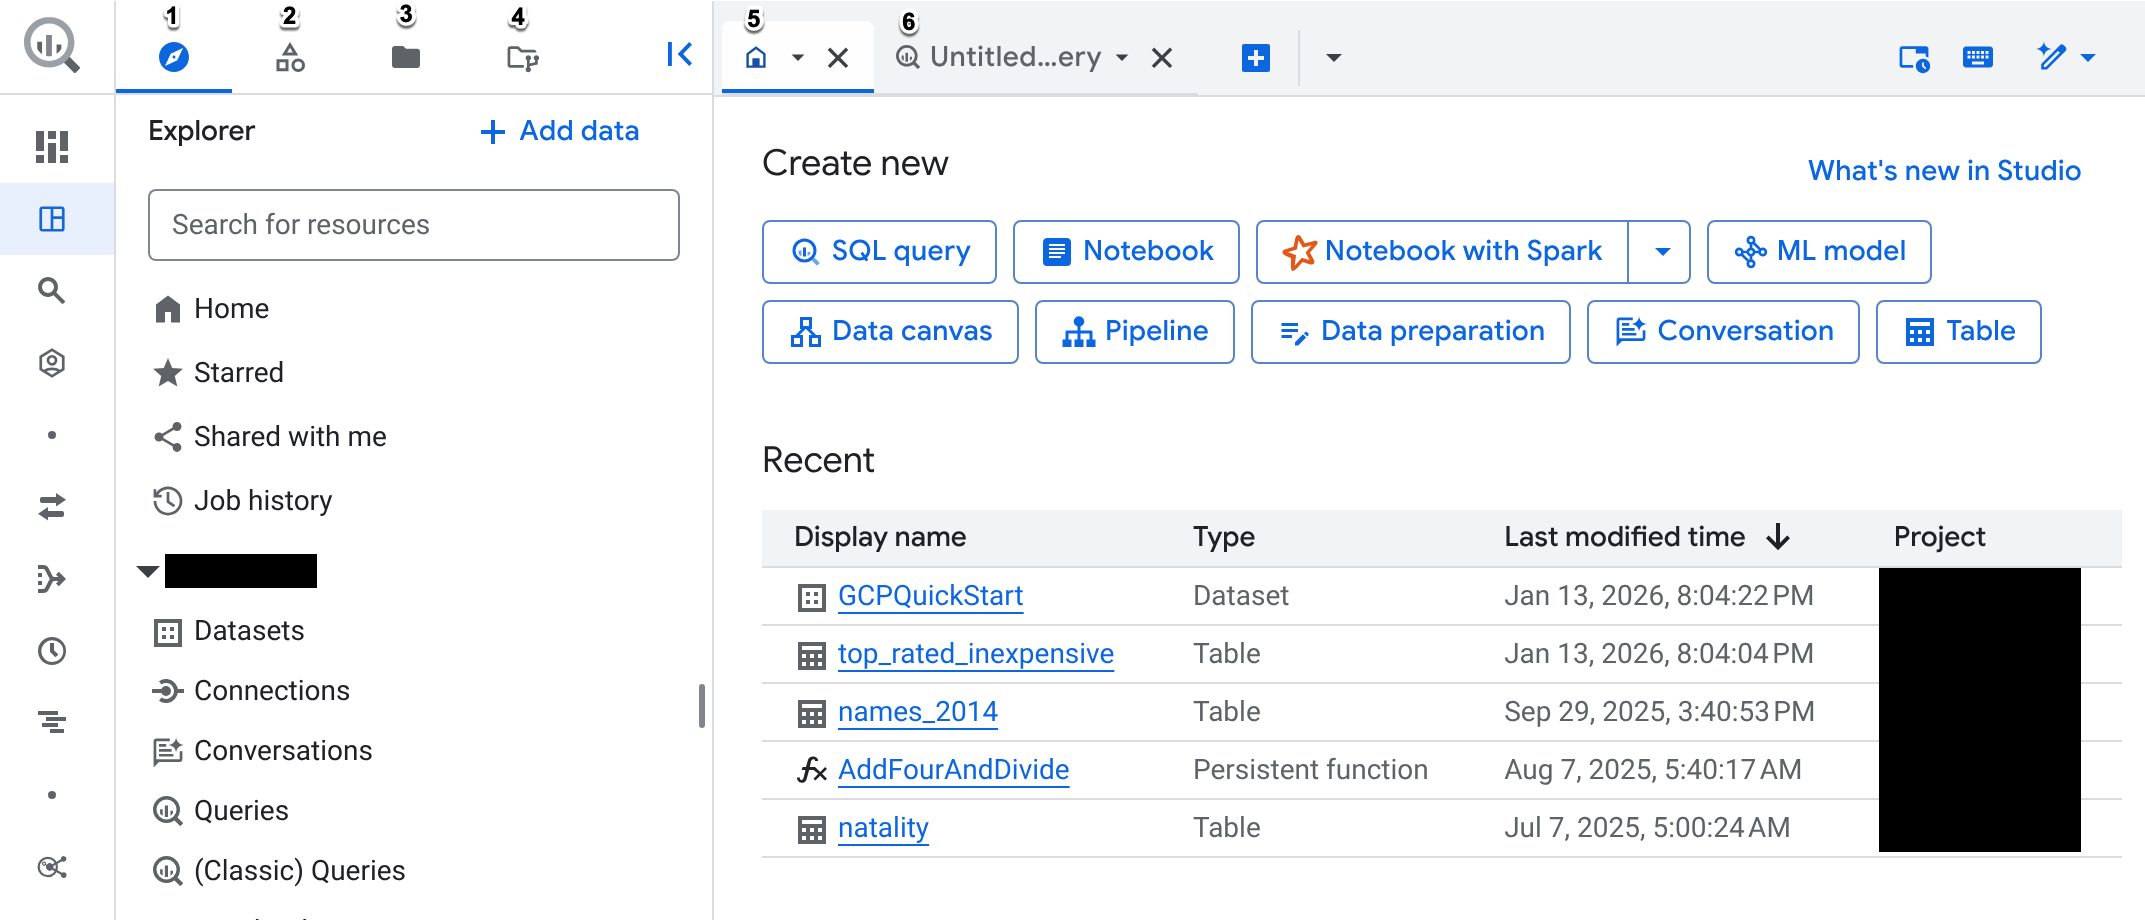 1 2 3 4 5 6
Untitled...ery
Explorer
Add data
Search for resources
Home
Starred
Shared with me
Job history
Datasets
Connections
Conversations
Queries
(Classic) Queries
Create new
What's new in Studio
SQL query Notebook Notebook with Spark ML model
Data canvas Pipeline Data preparation Conversation Table
Recent
Display name Type Last modified time Project
GCPQuickStart Dataset Jan 13, 2026, 8:04:22 PM
top_rated_inexpensive Table Jan 13, 2026, 8:04:04 PM
names_2014 Table Sep 29, 2025, 3:40:53 PM
AddFourAndDivide Persistent function Aug 7, 2025, 5:40:17 AM
natality Table Jul 7, 2025, 5:00:24 AM